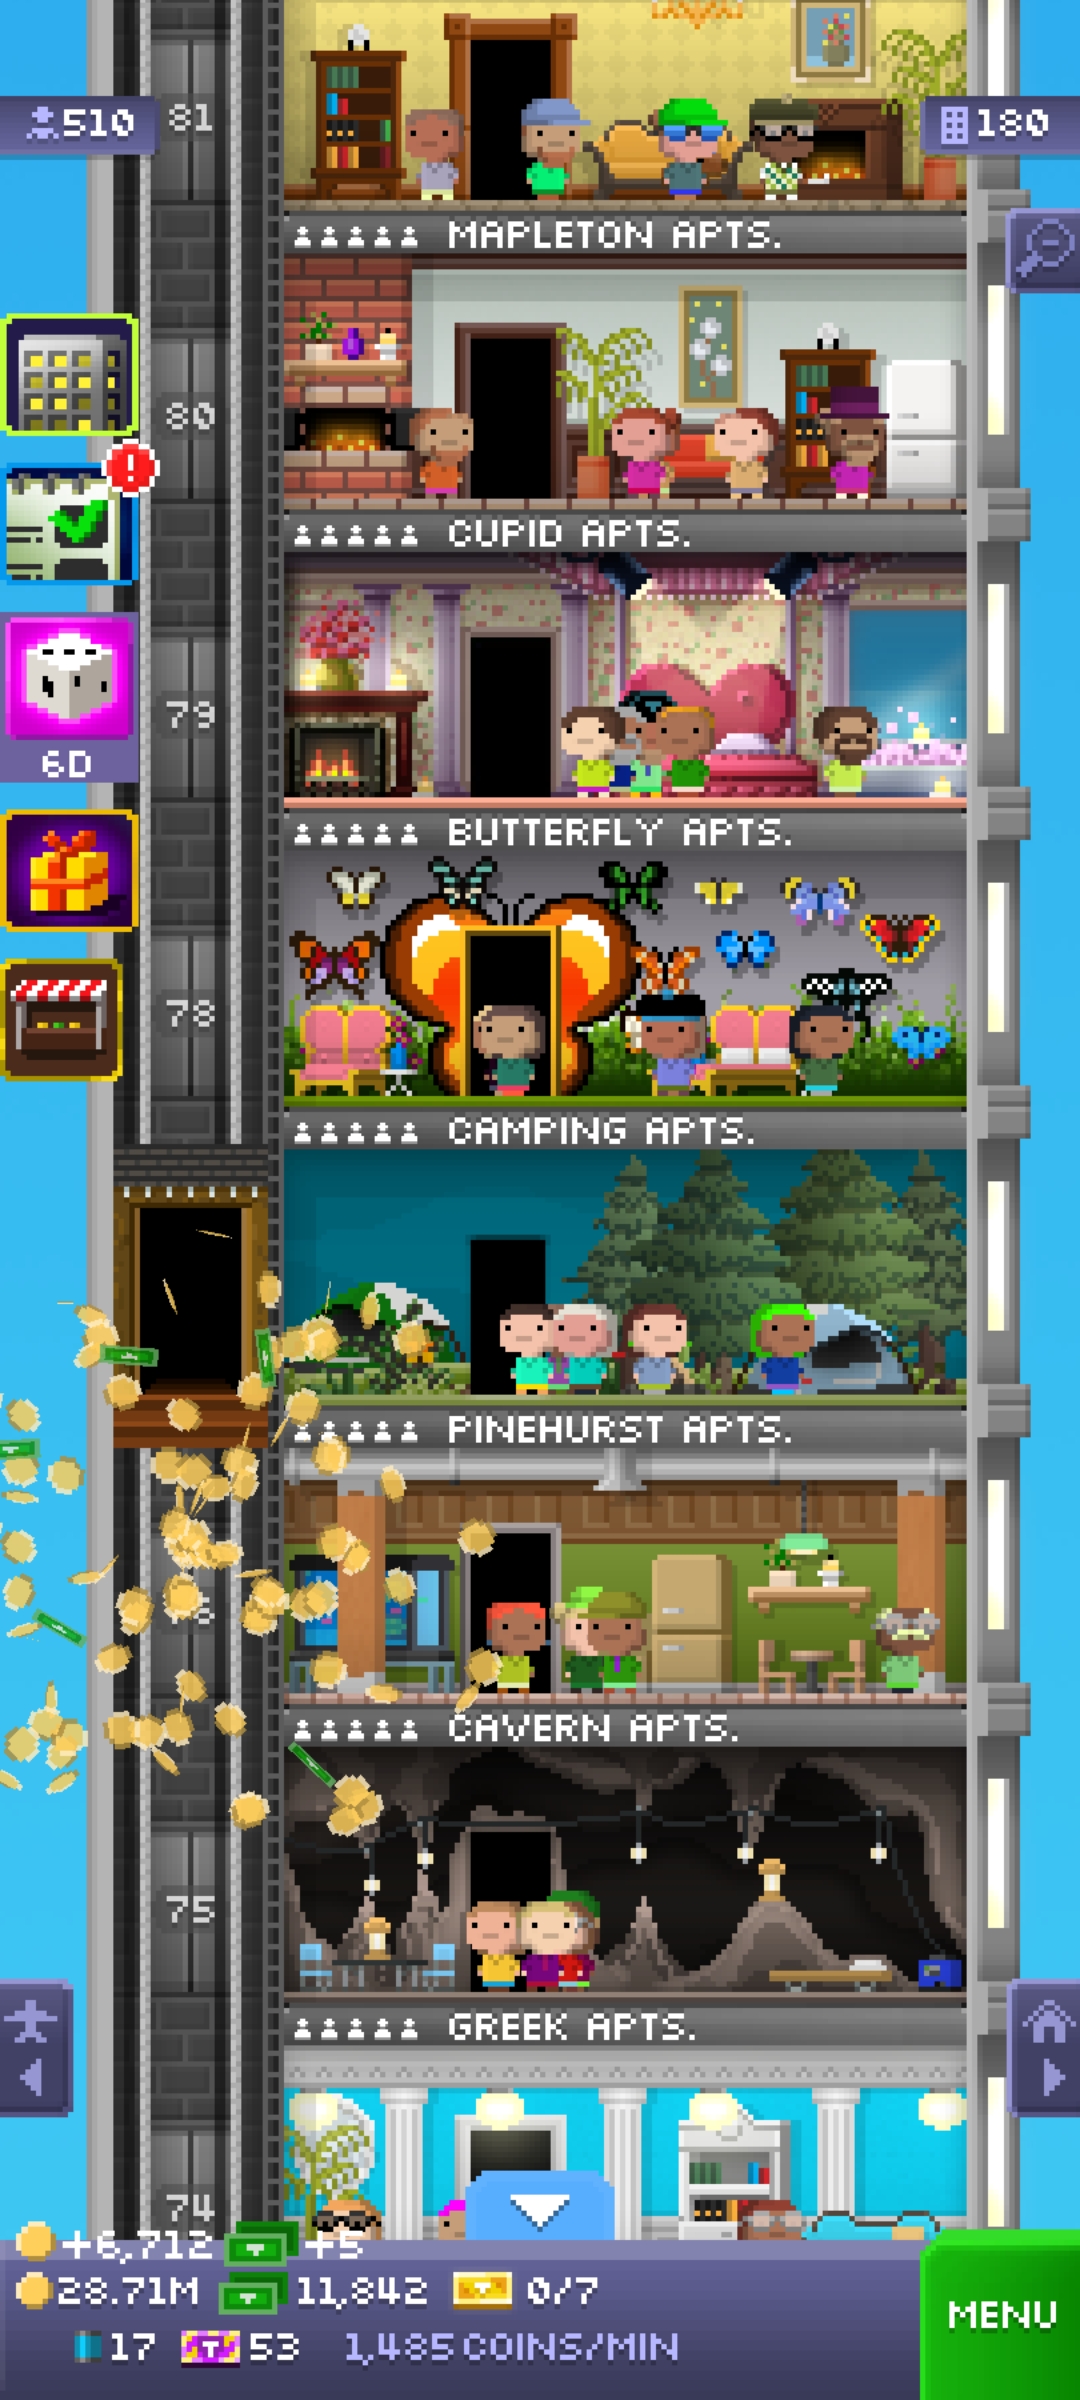 510
81
180
MAPLETON APTS.
80
CUPID APTS.
79
6D
BUTTERFLY APTS.
78
CAMPING APTS.
PINEHURST APTS.
CAVERN APTS.
75
GREEK APTS.
74
+6,712 +5
28.71M 11,842 0/7
17 T 53 1,485 COINS/MIN
MENU